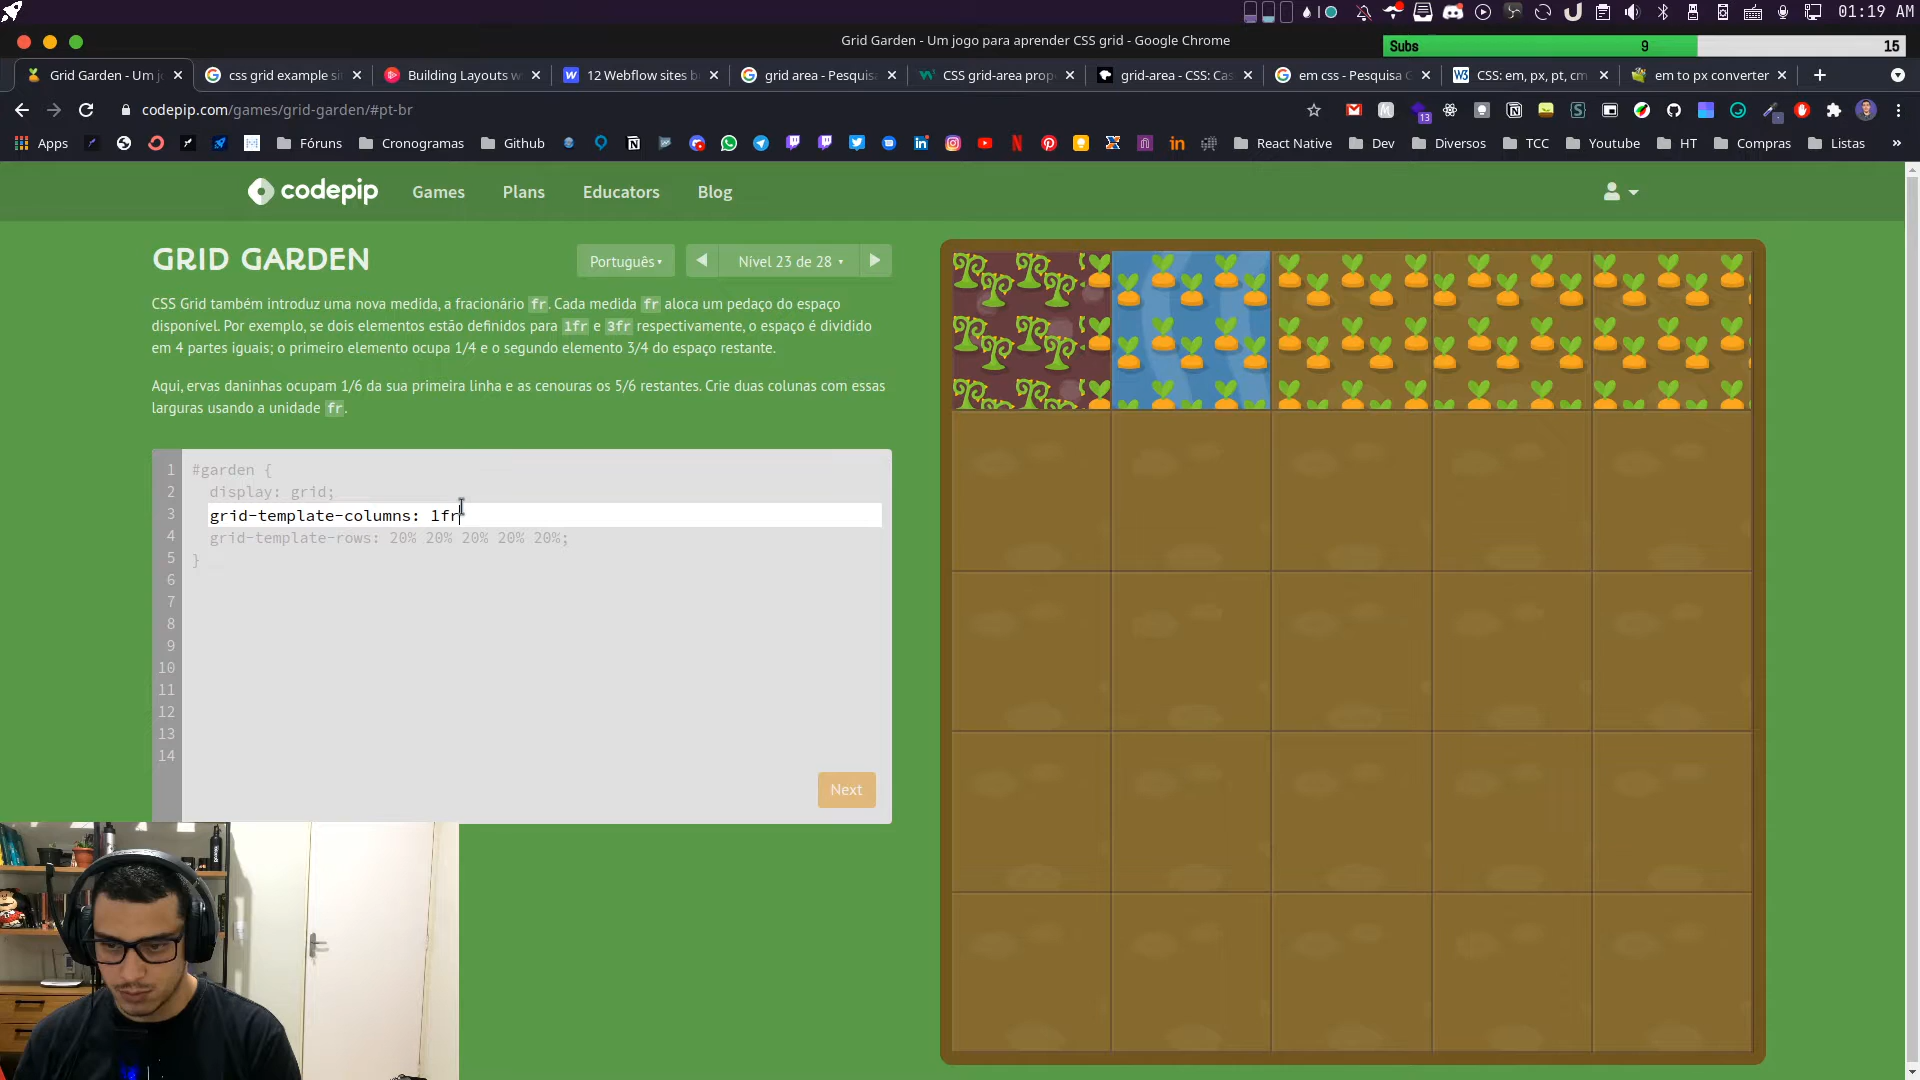 01:19 AM
Grid Garden - Um jogo para aprender CSS grid - Google Chrome
Subs 9 15
Grid Garden - Um jo
css grid example si
Building Layouts w
12 Webflow sites b
grid area - Pesquisa
CSS grid-area prop
grid-area - CSS: Cas
em css - Pesquisa G
CSS: em, px, pt, cm
em to px converter
codepip.com/games/grid-garden/#pt-br
13
Apps
Fóruns
Cronogramas
Github
React Native
Dev
Diversos
TCC
Youtube
HT
Compras
Listas
codepip
Games
Plans
Educators
Blog
GRID GARDEN
Português
Nível 23 de 28
CSS Grid também introduz uma nova medida, a fracionário fr. Cada medida fr aloca um pedaço do espaço
disponível. Por exemplo, se dois elementos estão definidos para 1fr e 3fr respectivamente, o espaço é dividido
em 4 partes iguais; o primeiro elemento ocupa 1/4 e o segundo elemento 3/4 do espaço restante.
Aqui, ervas daninhas ocupam 1/6 da sua primeira linha e as cenouras os 5/6 restantes. Crie duas colunas com essas
larguras usando a unidade fr.
1 #garden {
2 display: grid;
3 grid-template-columns: 1fr
4 grid-template-rows: 20% 20% 20% 20% 20%;
5 }
6
7
8
9
10
11
12
13
14
Next